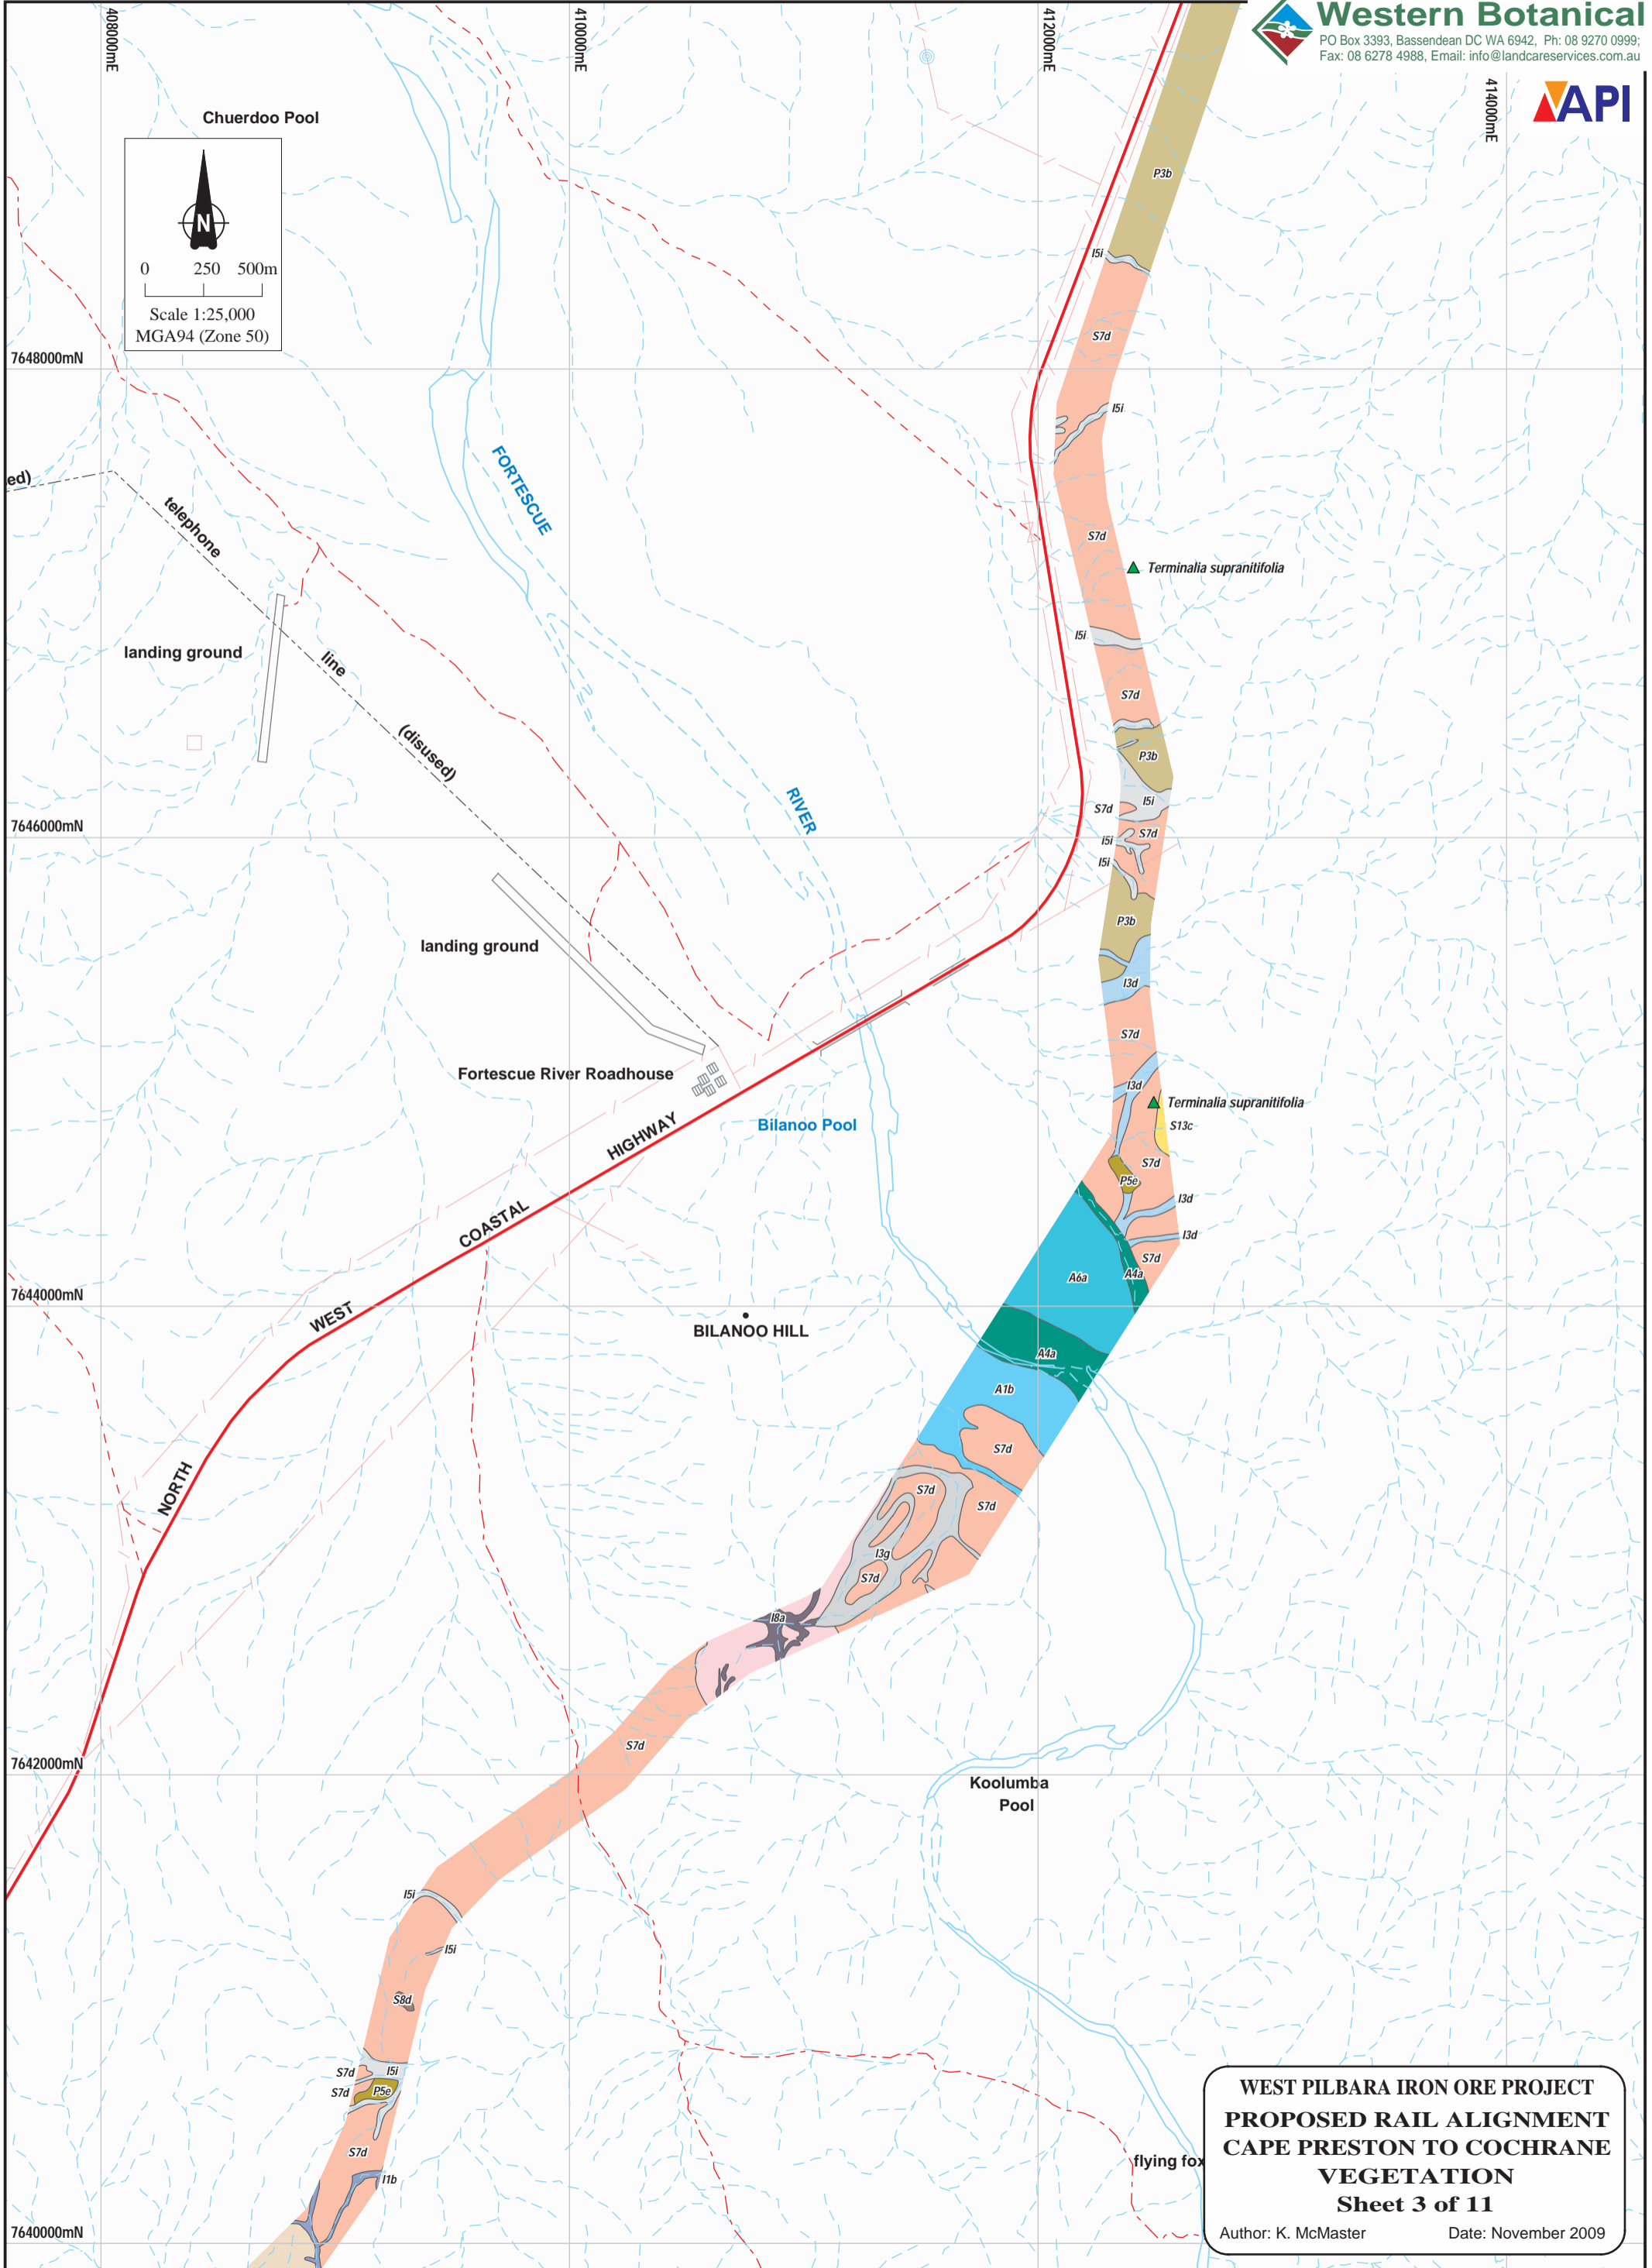 Western Botanical
PO Box 3393, Bassendean DC WA 6942, Ph: 08 9270 0999;
Fax: 08 6278 4988, Email: info@landcareservices.com.au
API
408000mE
410000mE
412000mE
414000mE
Chuerdoo Pool
N
0 250 500m
Scale 1:25,000
MGA94 (Zone 50)
P3b
I5i
S7d
7648000mN
I5i
FORTESCUE
ed)
telephone
S7d
Terminalia supranitifolia
I5i
landing ground
line
S7d
(disused)
P3b
RIVER
I5i
S7d
7646000mN
S7d
I5i
I5i
P3b
landing ground
I3d
S7d
Fortescue River Roadhouse
I3d
Terminalia supranitifolia
Bilanoo Pool
S13c
HIGHWAY
S7d
P5e
I3d
COASTAL
I3d
S7d
A6a
A4a
7644000mN
WEST
BILANOO HILL
A4a
A1b
S7d
NORTH
S7d
S7d
I3g
S7d
I8a
S7d
7642000mN
Koolumba
Pool
I5i
I5i
S8d
S7d
I5i
S7d
P5e
S7d
I1b
flying fox
7640000mN
WEST PILBARA IRON ORE PROJECT
PROPOSED RAIL ALIGNMENT
CAPE PRESTON TO COCHRANE
VEGETATION
Sheet 3 of 11
Author: K. McMaster Date: November 2009